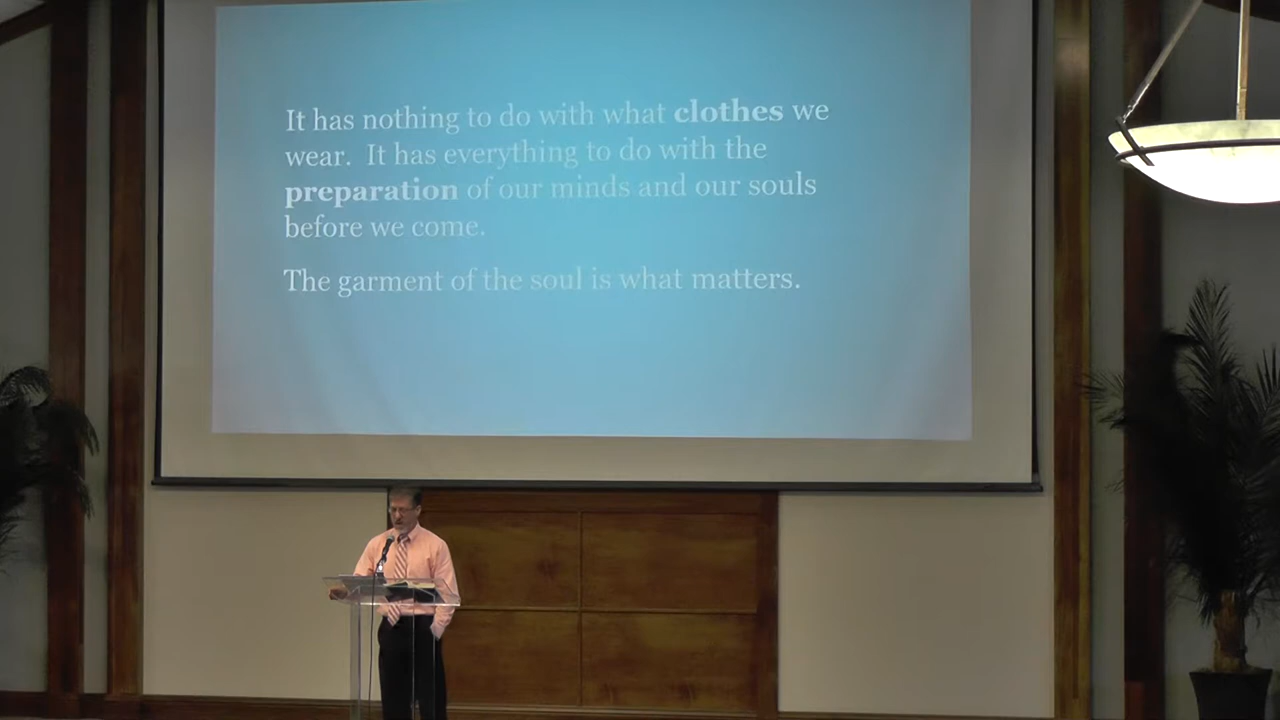 It has nothing to do with what clothes we
wear. It has everything to do with the
preparation of our minds and our souls
before we come.
The garment of the soul is what matters.